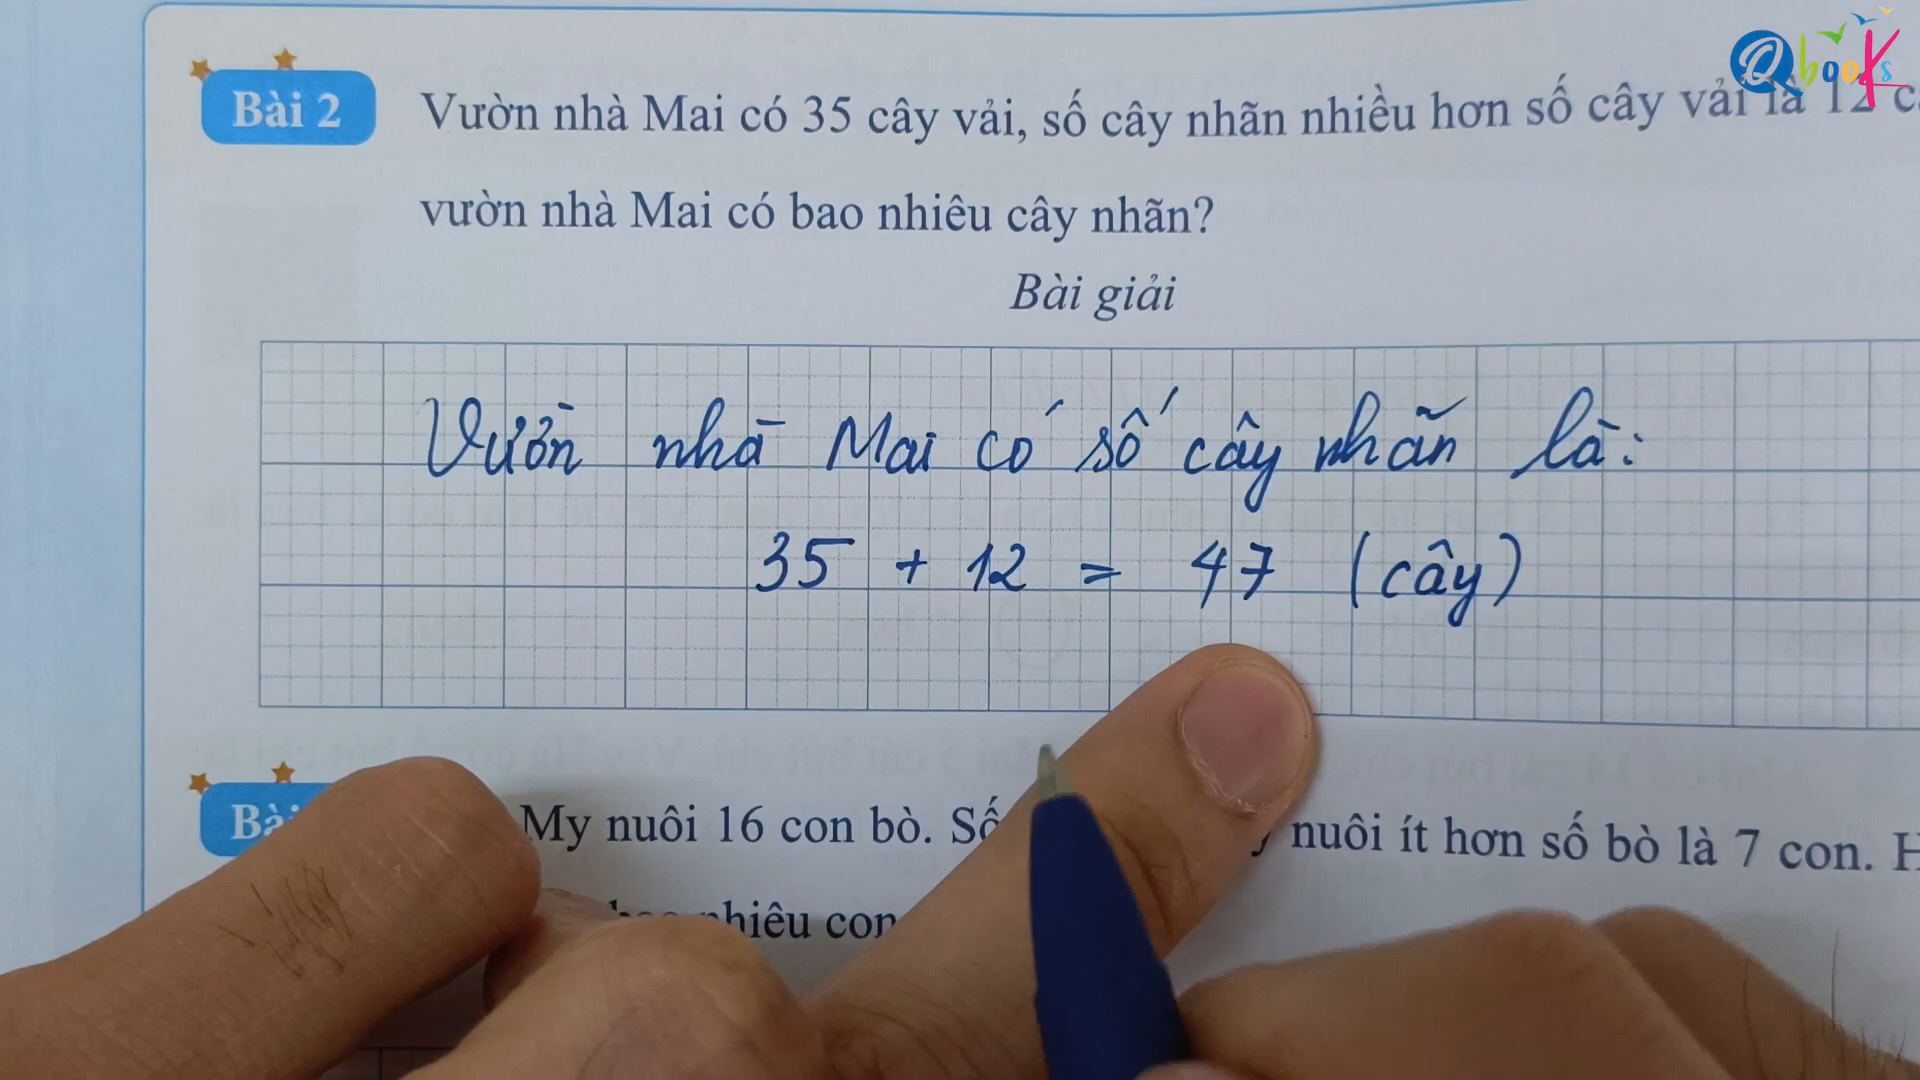 Qbooks
Bài 2 Vườn nhà Mai có 35 cây vải, số cây nhãn nhiều hơn số cây vải là 12
vườn nhà Mai có bao nhiêu cây nhãn?
Bài giải
Vườn nhà Mai có số cây nhãn là:
35 + 12 = 47 (cây)
My nuôi 16 con bò. Số nuôi ít hơn số bò là 7 con.